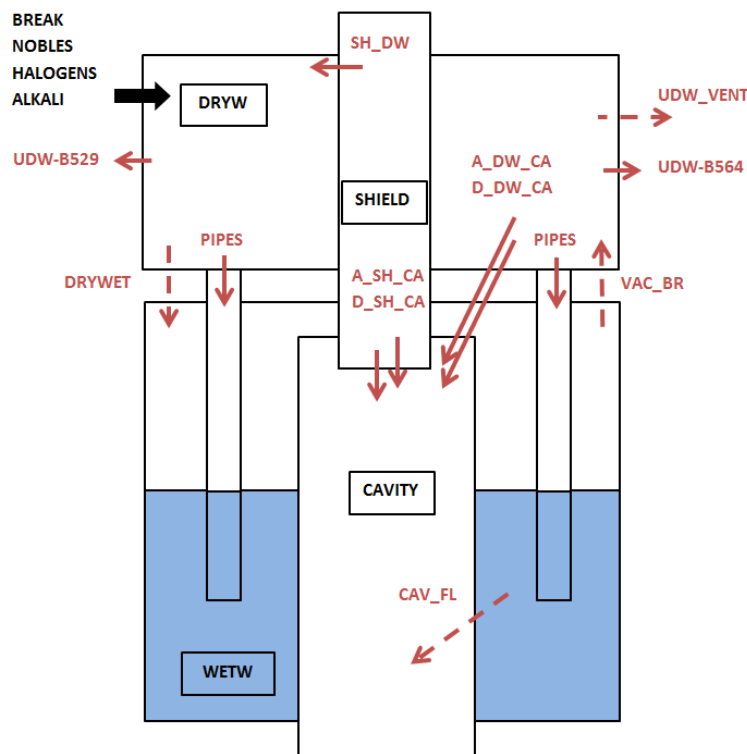 BREAK
NOBLES
HALOGENS
ALKALI
SH_DW
DRYW
UDW_VENT
UDW-B529
A_DW_CA
D_DW_CA
UDW-B564
SHIELD
PIPES
PIPES
DRYWET
A_SH_CA
D_SH_CA
VAC_BR
CAVITY
CAV_FL
WETW